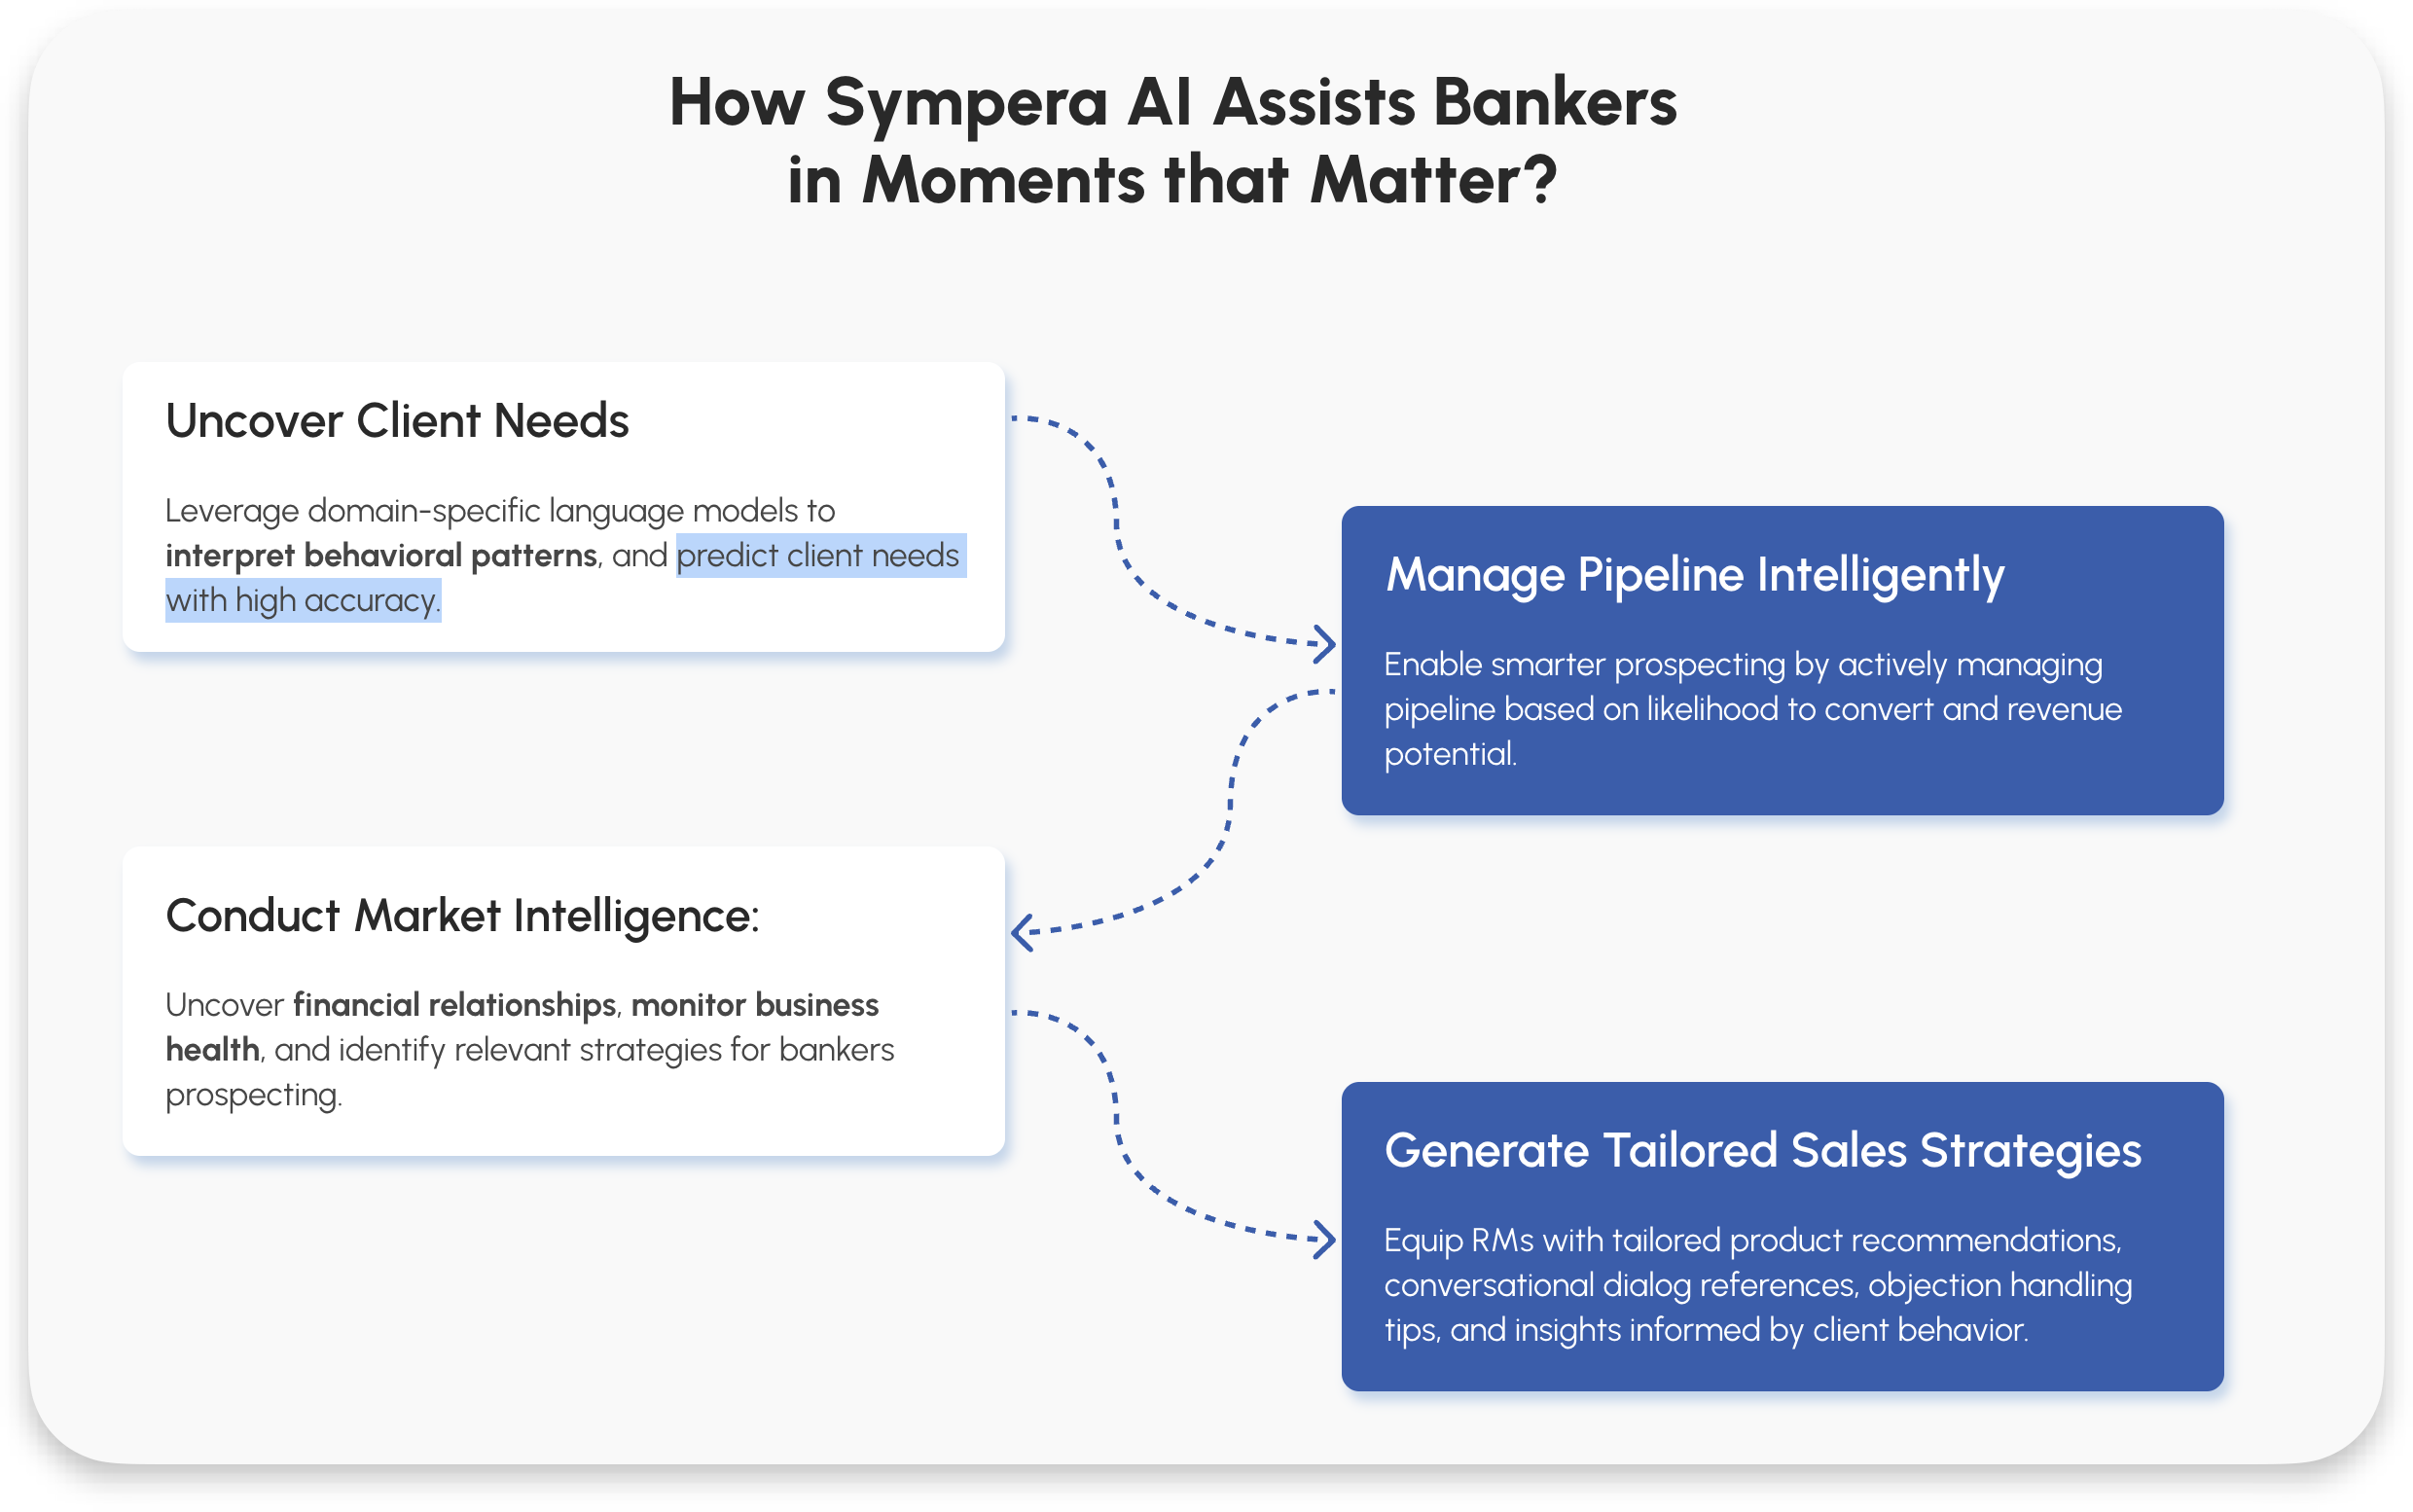 How Sympera AI Assists Bankers
in Moments that Matter?
Uncover Client Needs
Leverage domain-specific language models to
interpret behavioral patterns, and predict client needs
with high accuracy.
Manage Pipeline Intelligently
Enable smarter prospecting by actively managing
pipeline based on likelihood to convert and revenue
potential.
Conduct Market Intelligence:
Uncover financial relationships, monitor business
health, and identify relevant strategies for bankers
prospecting.
Generate Tailored Sales Strategies
Equip RMs with tailored product recommendations,
conversational dialog references, objection handling
tips, and insights informed by client behavior.